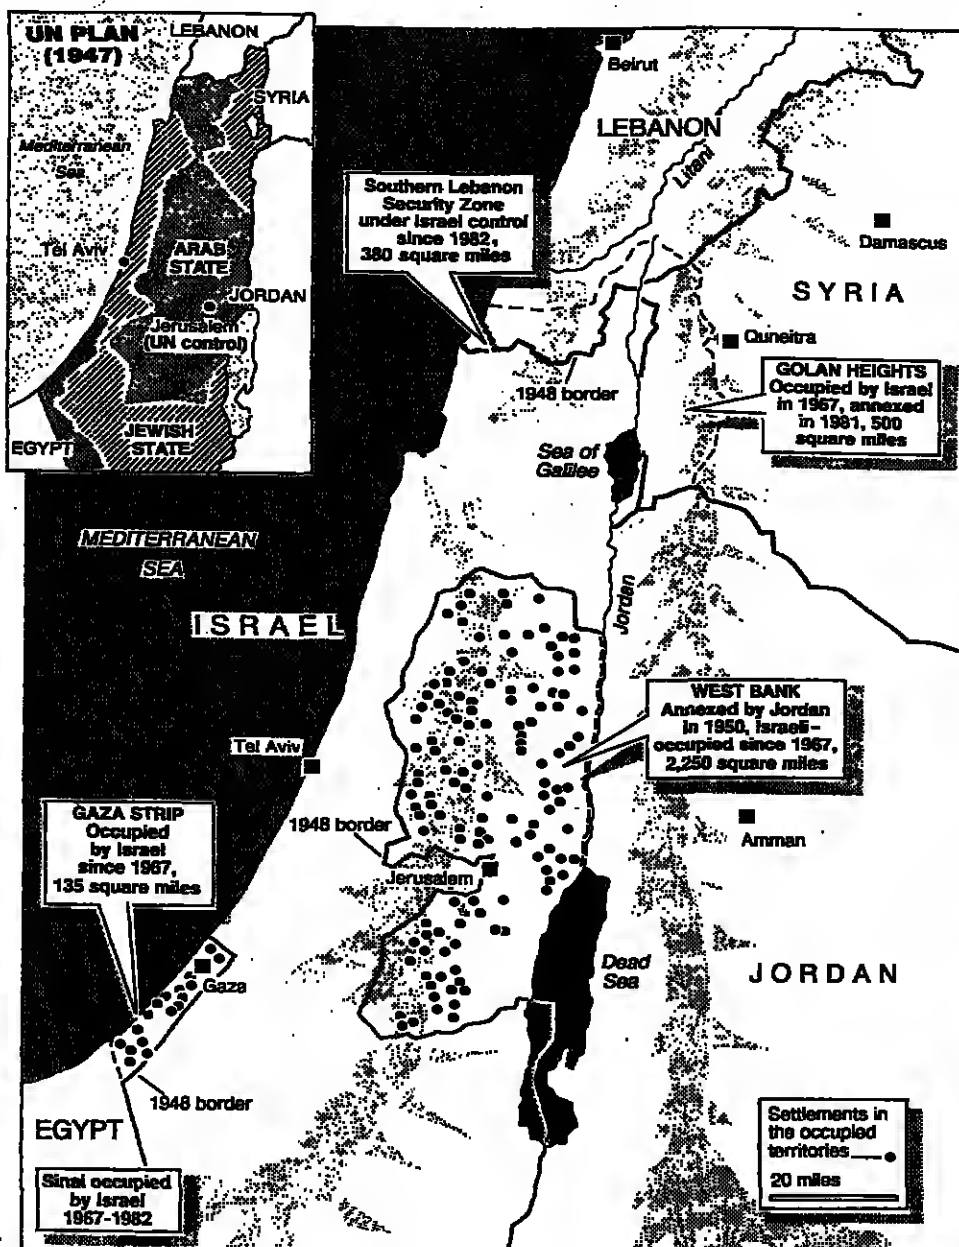 UN PLAN
(1947)
LEBANON
SYRIA
Mediterranean
Sea
Tel Aviv
ARAB
STATE
JORDAN
Jerusalem
(UN control)
JEWISH
STATE
EGYPT
Beirut
LEBANON
Litani
Southern Lebanon
Security Zone
under Israel control
since 1982,
380 square miles
Damascus
SYRIA
Quneitra
1948 border
GOLAN HEIGHTS
Occupied by Israel
in 1967, annexed
in 1981, 500
square miles
Sea of
Galilee
MEDITERRANEAN
SEA
ISRAEL
Jordan
WEST BANK
Annexed by Jordan
in 1950, Israeli-
occupied since 1967,
2,250 square miles
Tel Aviv
GAZA STRIP
Occupied
by Israel
since 1967,
135 square miles
1948 border
Amman
Jerusalem
Dead
Sea
JORDAN
Gaza
1948 border
EGYPT
Sinai occupied
by Israel
1967-1982
Settlements in
the occupied
territories
20 miles